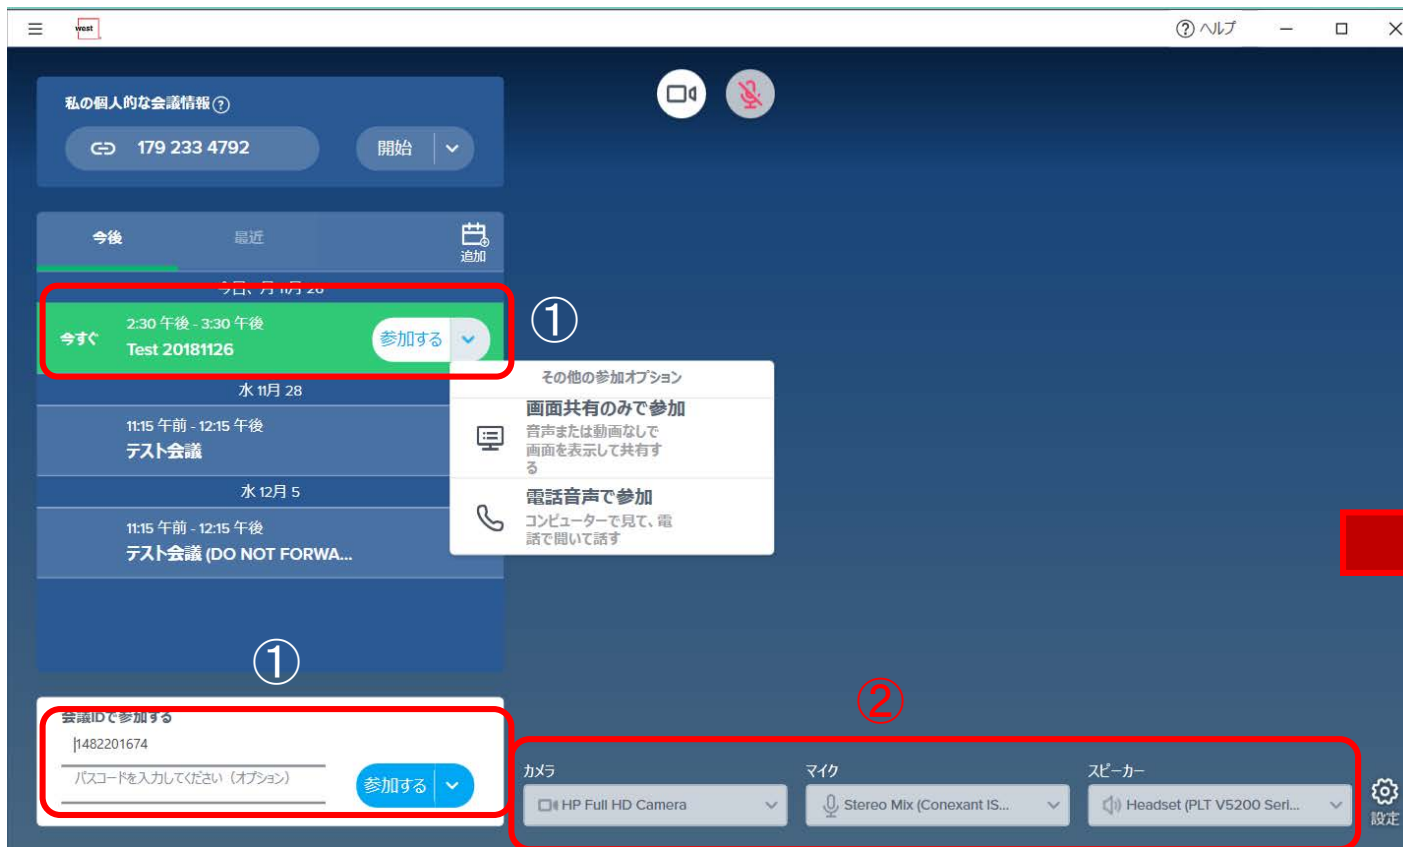 west
ヘルプ
私の個人的な会議情報
179 233 4792
開始
今後
最近
追加
今日、月 11月 26
今すぐ
2:30 午後 - 3:30 午後
Test 20181126
参加する
①
その他の参加オプション
画面共有のみで参加
音声または動画なしで
画面を表示して共有す
る
電話音声で参加
コンピューターで見て、電
話で聞いて話す
水 11月 28
11:15 午前 - 12:15 午後
テスト会議
水 12月 5
11:15 午前 - 12:15 午後
テスト会議 (DO NOT FORWA...
①
会議IDで参加する
1482201674
パスコードを入力してください（オプション）
参加する
②
カメラ
HP Full HD Camera
マイク
Stereo Mix (Conexant IS...
スピーカー
Headset (PLT V5200 Seri...
設定